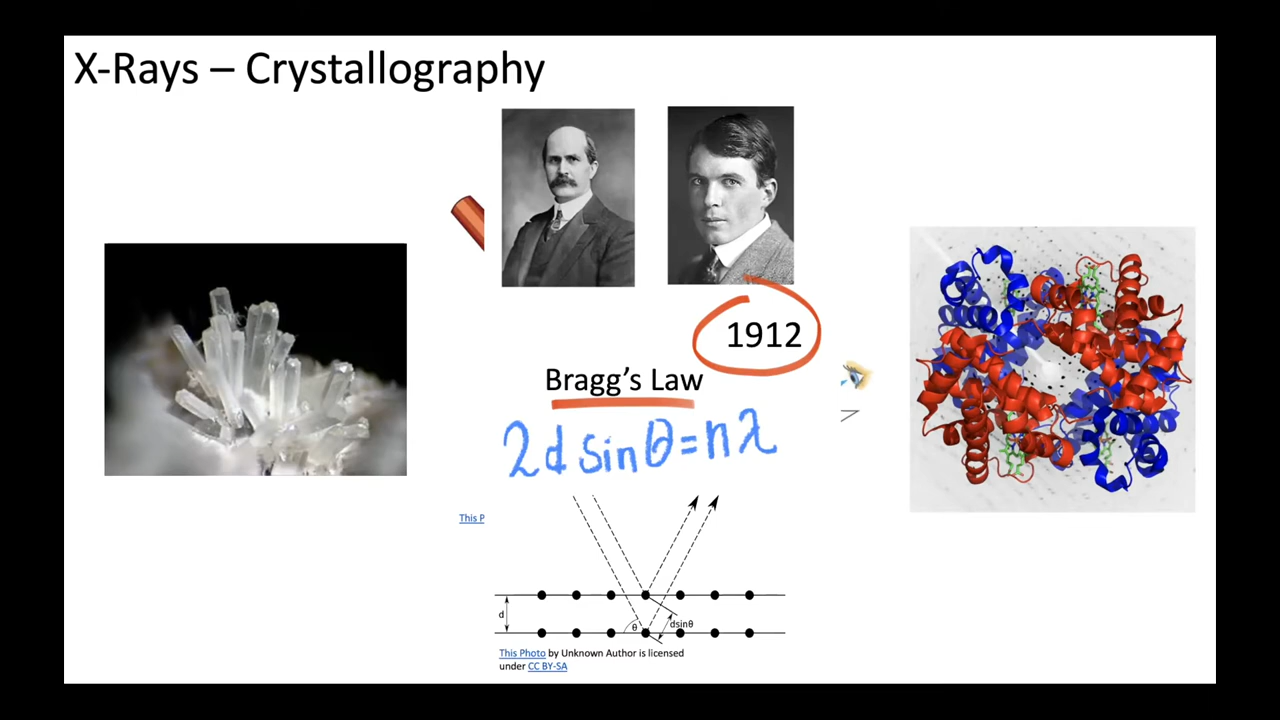 X-Rays – Crystallography
1912
Bragg’s Law
2d sinθ=nλ
This P
d
θ
dsinθ
This Photo by Unknown Author is licensed
under CC BY-SA